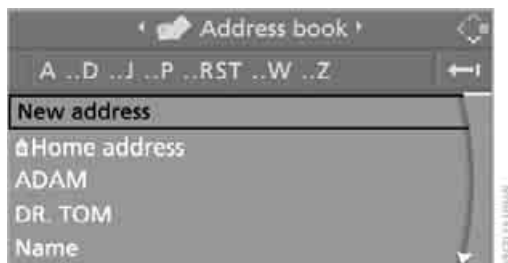 Address book
A ..D ..J ..P ..RST ..W ..Z
New address
Home address
ADAM
DR. TOM
Name